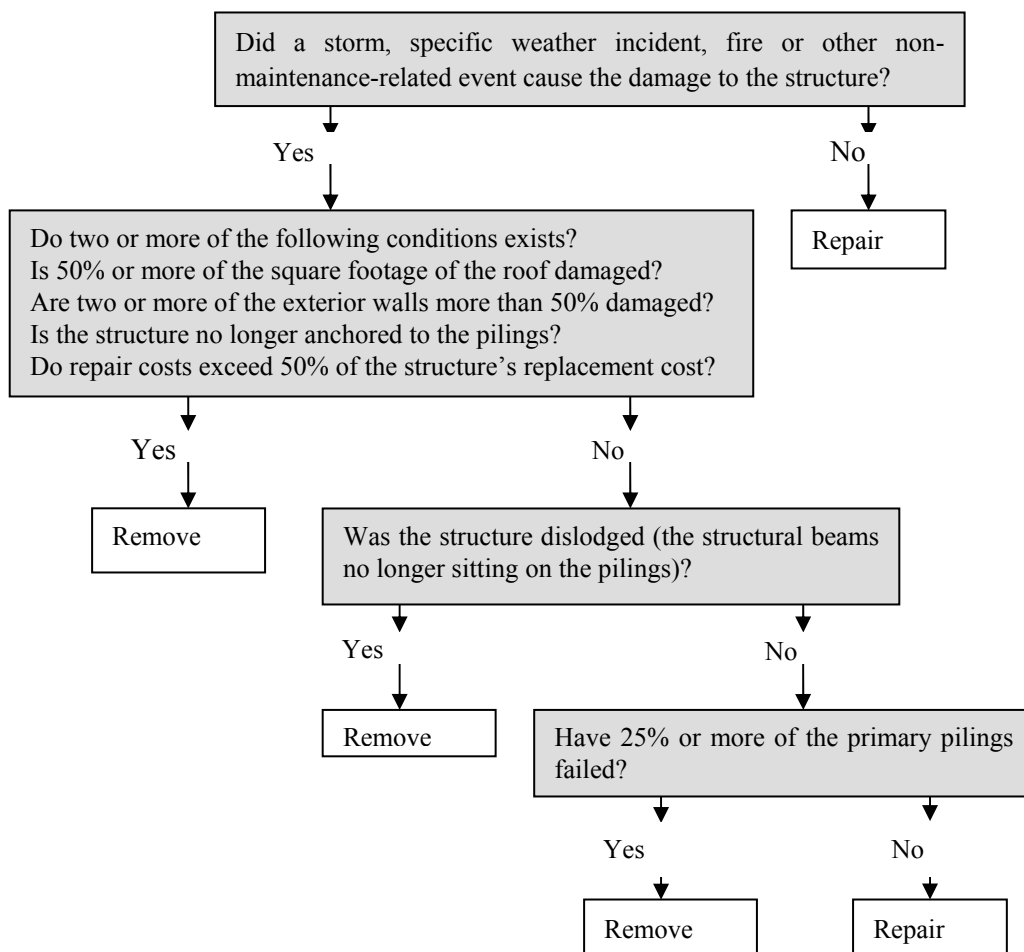 Did a storm, specific weather incident, fire or other non-
maintenance-related event cause the damage to the structure?
Yes
No
Do two or more of the following conditions exists?
Is 50% or more of the square footage of the roof damaged?
Are two or more of the exterior walls more than 50% damaged?
Is the structure no longer anchored to the pilings?
Do repair costs exceed 50% of the structure’s replacement cost?
Repair
Yes
No
Remove
Was the structure dislodged (the structural beams
no longer sitting on the pilings)?
Yes
No
Remove
Have 25% or more of the primary pilings
failed?
Yes
No
Remove
Repair